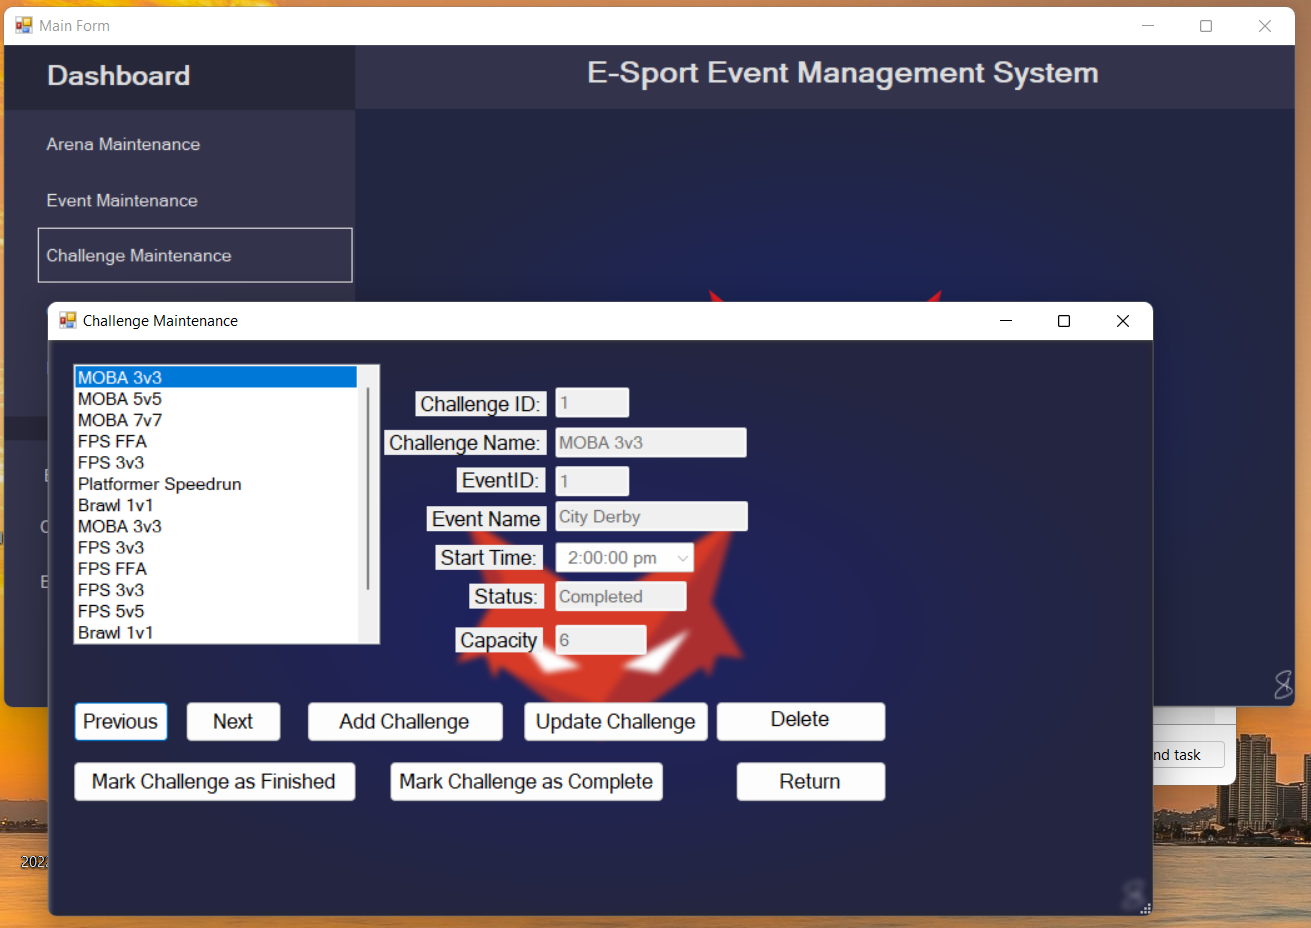 Main Form
Dashboard
E-Sport Event Management System
Arena Maintenance
Event Maintenance
Challenge Maintenance
Challenge Maintenance
MOBA 3v3
MOBA 5v5
MOBA 7v7
FPS FFA
FPS 3v3
Platformer Speedrun
Brawl 1v1
MOBA 3v3
FPS 3v3
FPS FFA
FPS 3v3
FPS 5v5
Brawl 1v1
Challenge ID: 1
Challenge Name: MOBA 3v3
EventID: 1
Event Name City Derby
Start Time: 2:00:00 pm
Status: Completed
Capacity 6
Previous Next Add Challenge Update Challenge Delete
Mark Challenge as Finished Mark Challenge as Complete Return
nd task